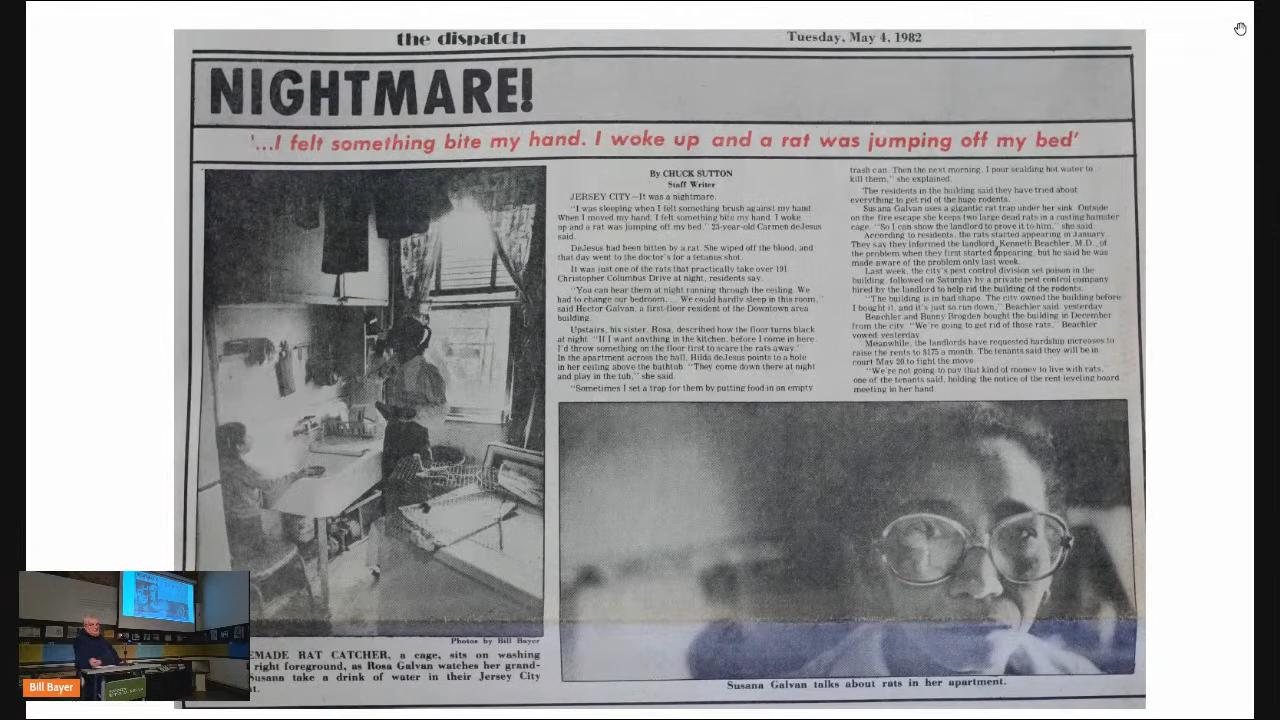 the dispatch
Tuesday, May 4, 1982
NIGHTMARE!
'...I felt something bite my hand. I woke up and a rat was jumping off my bed'
By CHUCK SUTTON
Staff Writer
JERSEY CITY—It was a nightmare.
"I was sleeping when I felt something brush against my hand.
When I moved my hand, I felt something bite my hand. I woke
up and a rat was jumping off my bed," 23-year-old Carmen deJesus
said.
DeJesus had been bitten by a rat. She wiped off the blood, and
that day went to the doctor's for a tetanus shot.
It was just one of the rats that practically take over 191
Christopher Columbus Drive at night, residents say.
"You can hear them at night running through the ceiling. We
had to change our bedroom. ... We could hardly sleep in this room,"
said Hector Galvan, a first-floor resident of the Downtown area
building.
Upstairs, his sister, Rosa, described how the floor turns black
at night. "If I want anything in the kitchen, before I come in here
I'd throw something on the floor first to scare the rats away."
In the apartment across the hall, Hilda deJesus points to a hole
in her ceiling above the bathtub. "They come down there at night
and play in the tub," she said.
"Sometimes I set a trap for them by putting food in an empty
trash can. Then the next morning, I pour scalding hot water to
kill them," she explained.
The residents in the building said they have tried about
everything to get rid of the huge rodents.
Susana Galvan uses a gigantic rat trap under her sink. Outside
on the fire escape she keeps two large dead rats in a rusting hamster
cage. "So I can show the landlord to prove it to him," she said.
According to residents, the rats started appearing in January.
They say they informed the landlord, Kenneth Beachler, M.D., of
the problem when they first started appearing, but he said he was
made aware of the problem only last week.
Last week, the city's pest control division set poison in the
building, followed on Saturday by a private pest control company
hired by the landlord to help rid the building of the rodents.
"The building is in bad shape. The city owned the building before
I bought it, and it's just so run down," Beachler said yesterday.
Beachler and Bunny Brogden bought the building in December
from the city. "We're going to get rid of those rats," Beachler
vowed yesterday.
Meanwhile, the landlords have requested hardship increases to
raise the rents to $175 a month. The tenants said they will be in
court May 20 to fight the move.
"We're not going to pay that kind of money to live with rats,"
one of the tenants said, holding the notice of the rent leveling board
meeting in her hand.
Photos by Bill Bayer
EMADE RAT CATCHER, a cage, sits on washing
right foreground, as Rosa Galvan watches her grand-
Susana take a drink of water in their Jersey City
nt.
Susana Galvan talks about rats in her apartment.
Bill Bayer